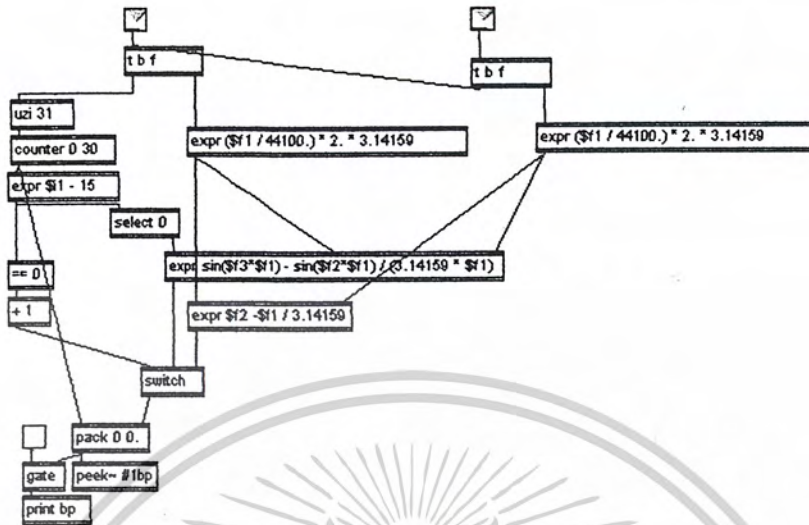 t b f
t b f
uzi 31
expr ($f1 / 44100.) * 2. * 3.14159
expr ($f1 / 44100.) * 2. * 3.14159
counter 0 30
expr $i1 - 15
select 0
== 0
expr sin($f3*$f1) - sin($f2*$f1) / (3.14159 * $f1)
+ 1
expr $f2 -$f1 / 3.14159
switch
pack 0 0.
gate
peek~ #1bp
print bp